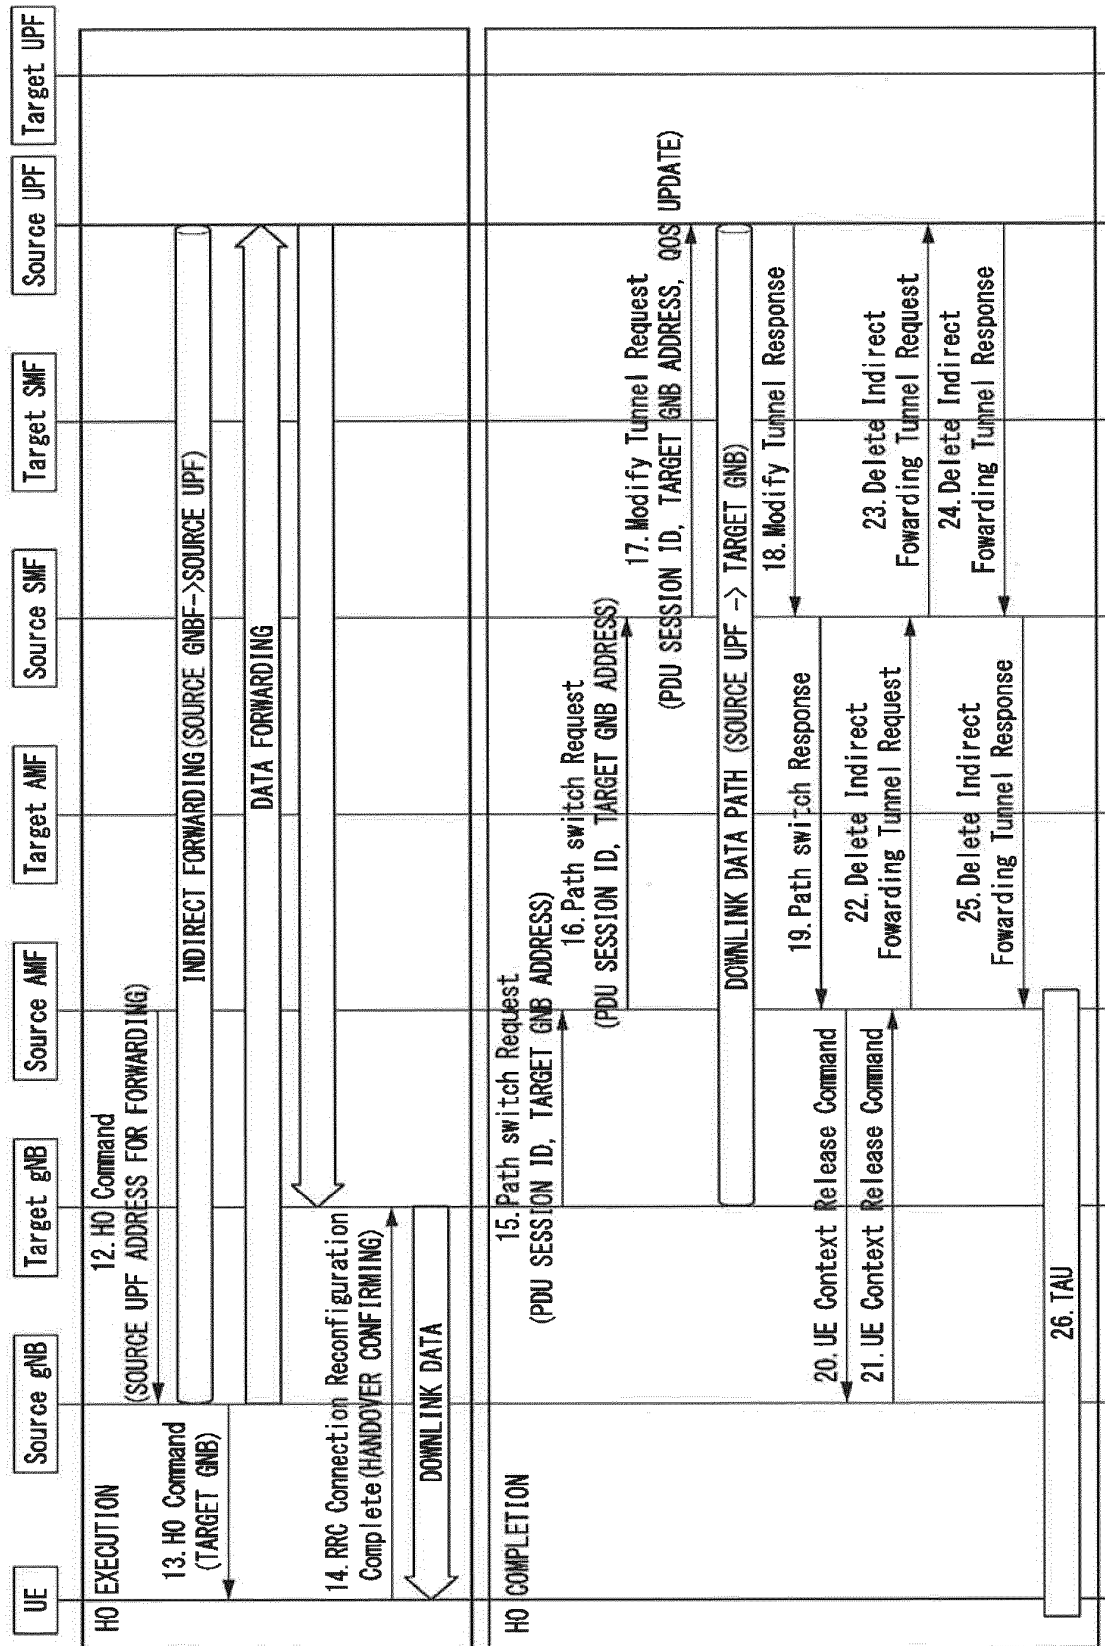 UE
Source gNB
Target gNB
Source AMF
Target AMF
Source SMF
Target SMF
Source UPF
Target UPF
HO EXECUTION
12. HO Command
(SOURCE UPF ADDRESS FOR FORWARDING)
INDIRECT FORWARDING(SOURCE GNBF->SOURCE UPF)
13. HO Command
(TARGET GNB)
DATA FORWARDING
14. RRC Connection Reconfiguration
Complete(HANDOVER CONFIRMING)
DOWNLINK DATA
HO COMPLETION
15. Path switch Request
(PDU SESSION ID, TARGET GNB ADDRESS)
16. Path switch Request
(PDU SESSION ID, TARGET GNB ADDRESS)
17. Modify Tunnel Request
(PDU SESSION ID, TARGET GNB ADDRESS, QOS UPDATE)
DOWNLINK DATA PATH (SOURCE UPF -> TARGET GNB)
18. Modify Tunnel Response
19. Path switch Response
20. UE Context Release Command
21. UE Context Release Command
22. Delete Indirect
Fowarding Tunnel Request
23. Delete Indirect
Fowarding Tunnel Request
24. Delete Indirect
Fowarding Tunnel Response
25. Delete Indirect
Fowarding Tunnel Response
26. TAU